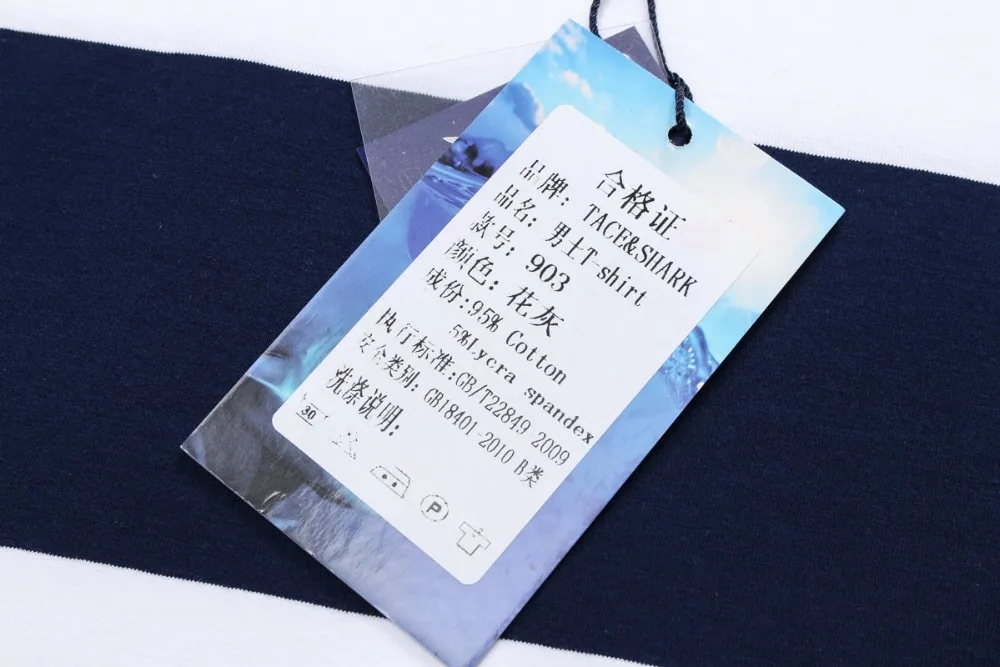 合格证
品牌：TACE&SHARK
品名：男士T-shirt
款号：903
颜色：花灰
成份：95% Cotton
5%Lycra spandex
执行标准：GB/T22849 2009
安全类别：GB18401-2010 B类
洗涤说明：
30
P